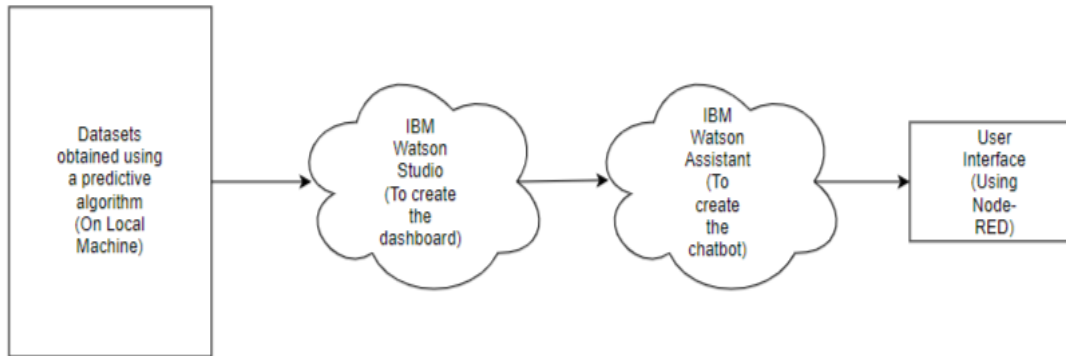 Datasets
obtained using
a predictive
algorithm
(On Local
Machine)
IBM
Watson
Studio
(To create
the
dashboard)
IBM
Watson
Assistant
(To
create
the
chatbot)
User
Interface
(Using
Node-
RED)